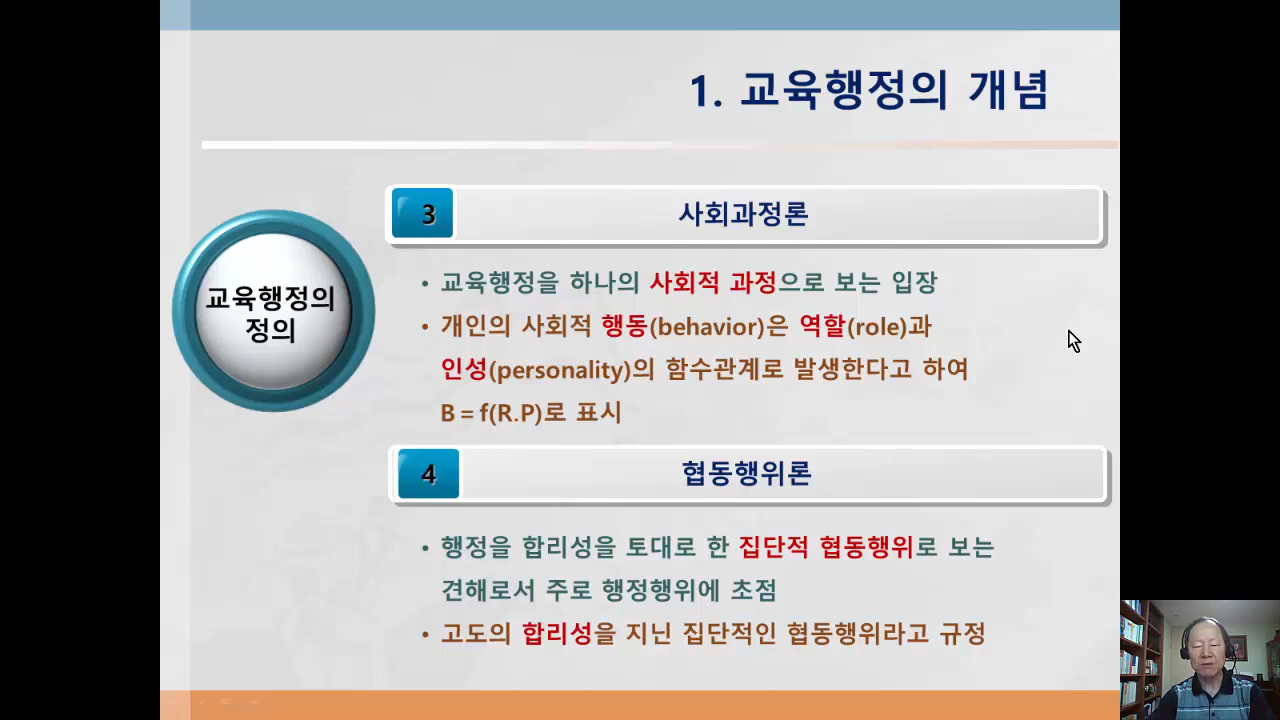 1. 교육행정의 개념
교육행정의
정의
3 사회과정론
• 교육행정을 하나의 사회적 과정으로 보는 입장
• 개인의 사회적 행동(behavior)은 역할(role)과
인성(personality)의 함수관계로 발생한다고 하여
B = f(R.P)로 표시
4 협동행위론
• 행정을 합리성을 토대로 한 집단적 협동행위로 보는
견해로서 주로 행정행위에 초점
• 고도의 합리성을 지닌 집단적인 협동행위라고 규정